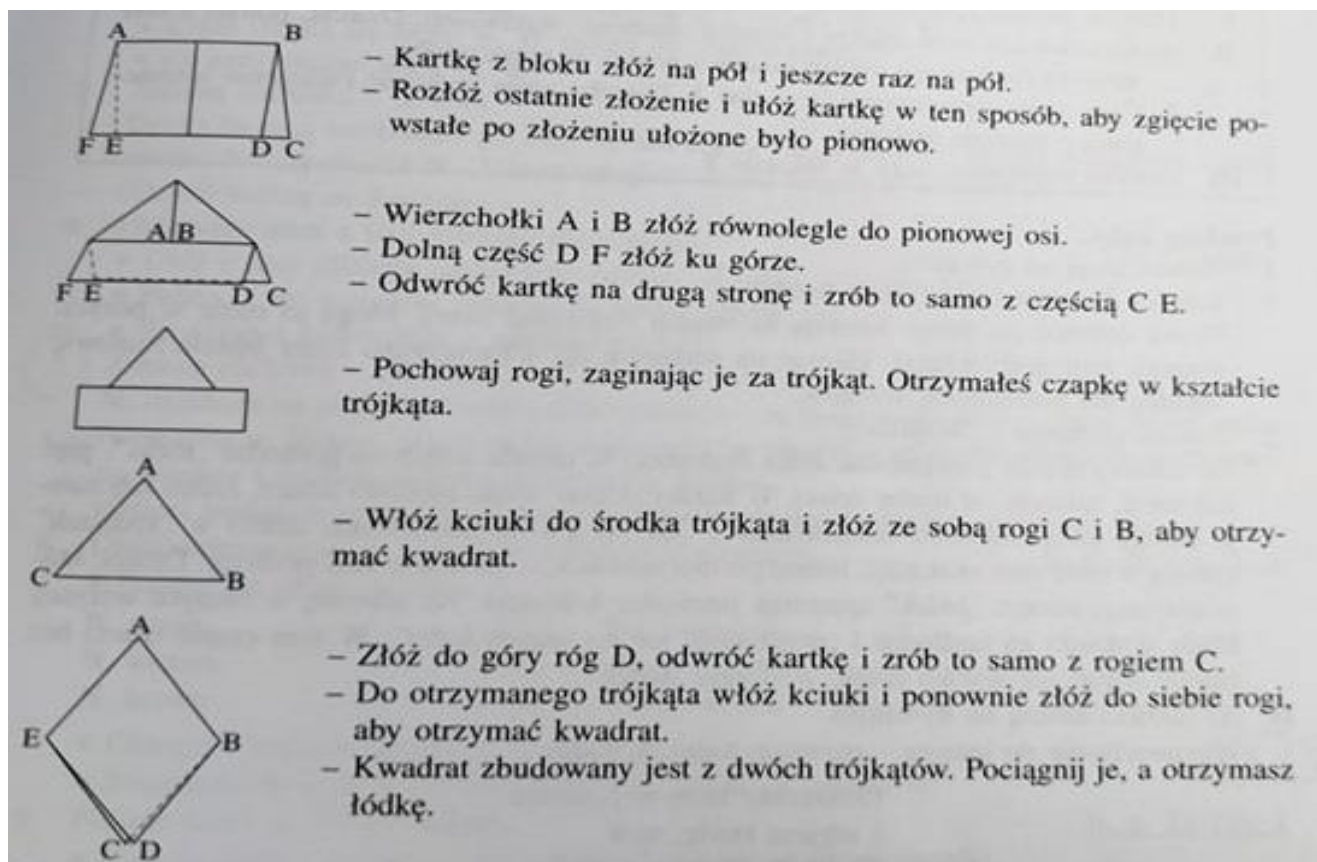 A B
– Kartkę z bloku złóż na pół i jeszcze raz na pół.
– Rozłóż ostatnie złożenie i ułóż kartkę w ten sposób, aby zgięcie po-
wstałe po złożeniu ułożone było pionowo.
F E D C
– Wierzchołki A i B złóż równolegle do pionowej osi.
A B
– Dolną część D F złóż ku górze.
– Odwróć kartkę na drugą stronę i zrób to samo z częścią C E.
F E D C
– Pochowaj rogi, zaginając je za trójkąt. Otrzymałeś czapkę w kształcie
trójkąta.
A
– Włóż kciuki do środka trójkąta i złóż ze sobą rogi C i B, aby otrzy-
mać kwadrat.
C B
A
– Złóż do góry róg D, odwróć kartkę i zrób to samo z rogiem C.
– Do otrzymanego trójkąta włóż kciuki i ponownie złóż do siebie rogi,
aby otrzymać kwadrat.
E B
– Kwadrat zbudowany jest z dwóch trójkątów. Pociągnij je, a otrzymasz
łódkę.
C D